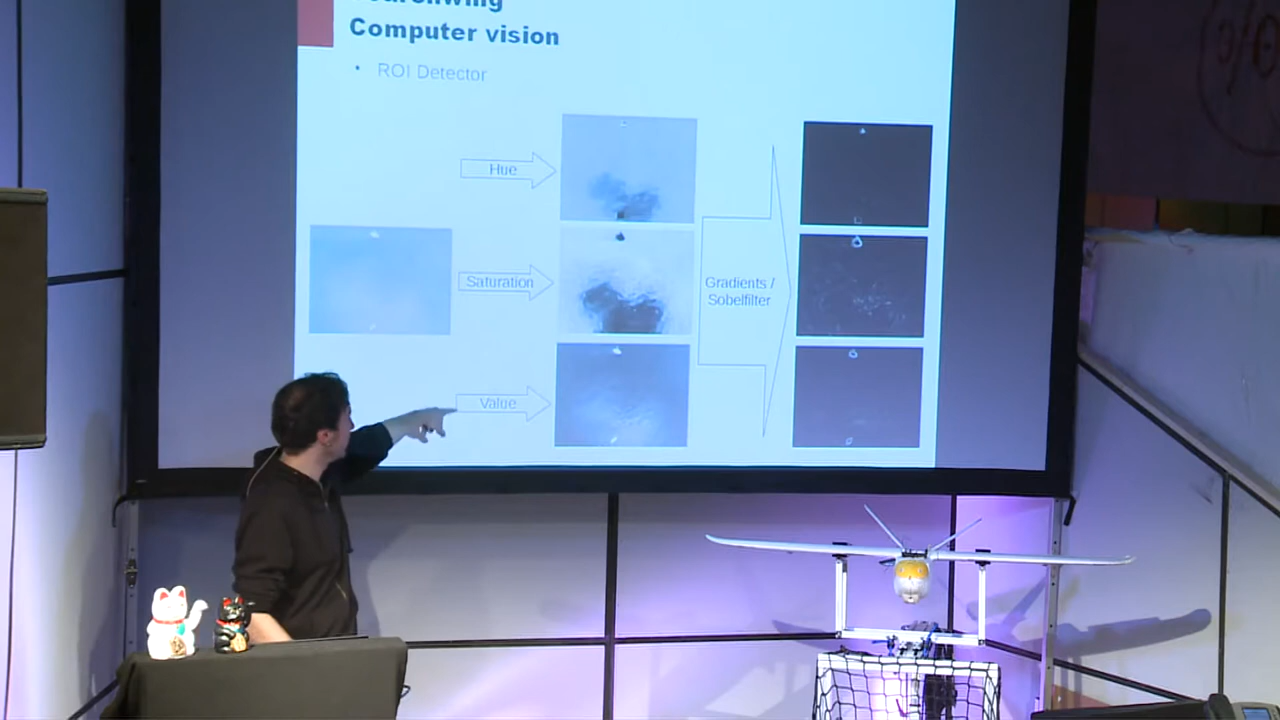 Computer vision
• ROI Detector
Hue
Saturation
Value
Gradients /
Sobelfilter